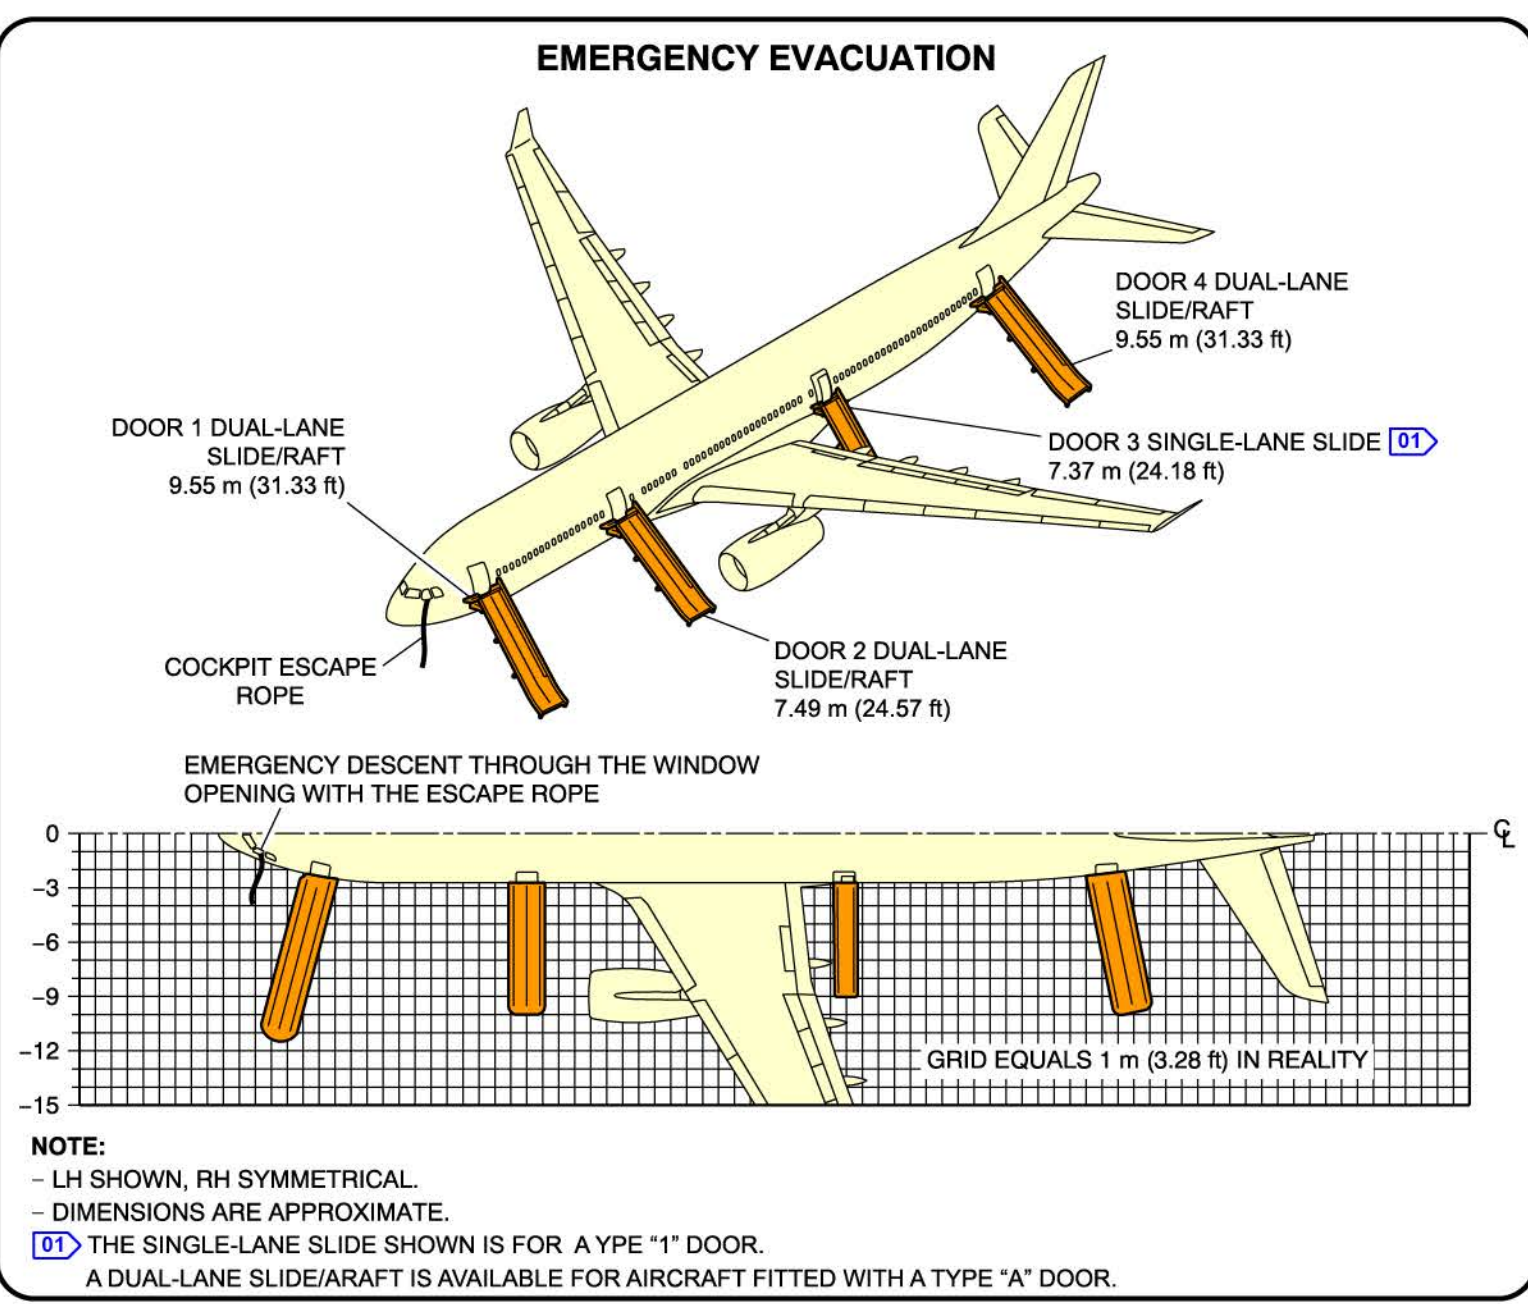 EMERGENCY EVACUATION
DOOR 4 DUAL-LANE
SLIDE/RAFT
9.55 m (31.33 ft)
DOOR 1 DUAL-LANE
SLIDE/RAFT
9.55 m (31.33 ft)
DOOR 3 SINGLE-LANE SLIDE 01
7.37 m (24.18 ft)
COCKPIT ESCAPE
ROPE
DOOR 2 DUAL-LANE
SLIDE/RAFT
7.49 m (24.57 ft)
EMERGENCY DESCENT THROUGH THE WINDOW
OPENING WITH THE ESCAPE ROPE
0
CL
−3
−6
−9
−12
−15
GRID EQUALS 1 m (3.28 ft) IN REALITY
NOTE:
– LH SHOWN, RH SYMMETRICAL.
– DIMENSIONS ARE APPROXIMATE.
01 THE SINGLE-LANE SLIDE SHOWN IS FOR A YPE “1” DOOR.
A DUAL-LANE SLIDE/ARAFT IS AVAILABLE FOR AIRCRAFT FITTED WITH A TYPE “A” DOOR.